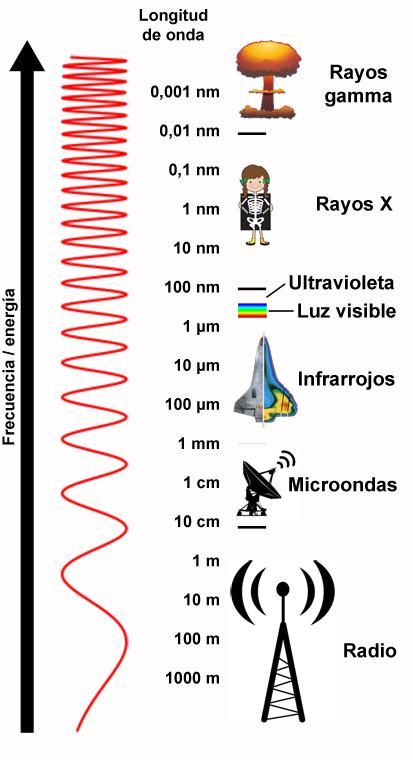 Longitud
de onda
Rayos
gamma
0,001 nm
0,01 nm
0,1 nm
Rayos X
1 nm
10 nm
100 nm
Ultravioleta
Luz visible
1 µm
10 µm
Infrarrojos
100 µm
1 mm
1 cm
Microondas
10 cm
1 m
10 m
100 m
Radio
1000 m
Frecuencia / energía